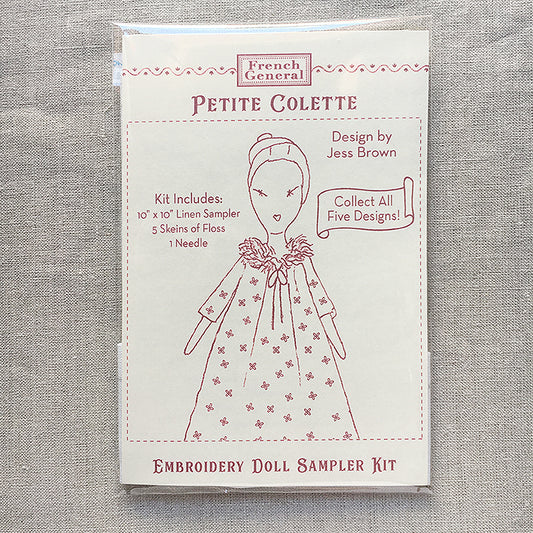 French
General
Petite Colette
Design by
Jess Brown
Kit Includes:
10" x 10" Linen Sampler
5 Skeins of Floss
1 Needle
Collect All
Five Designs!
Embroidery Doll Sampler Kit